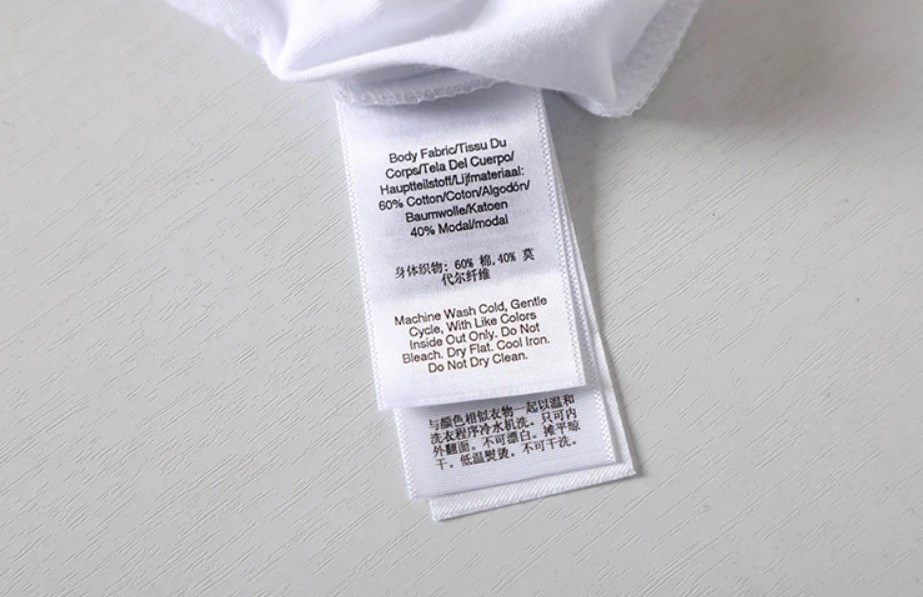 Body Fabric/Tissu Du
Corps/Tela Del Cuerpo/
Hauptteilstoff/Lijfmateriaal:
60% Cotton/Coton/Algodón/
Baumwolle/Katoen
40% Modal/modal
身体织物: 60% 棉,40% 莫
代尔纤维
Machine Wash Cold, Gentle
Cycle, With Like Colors
Inside Out Only. Do Not
Bleach. Dry Flat. Cool Iron.
Do Not Dry Clean.
与颜色相似衣物一起以温和
洗衣程序冷水机洗。只可内
外翻面。不可漂白。摊平晾
干。低温熨烫。不可干洗。